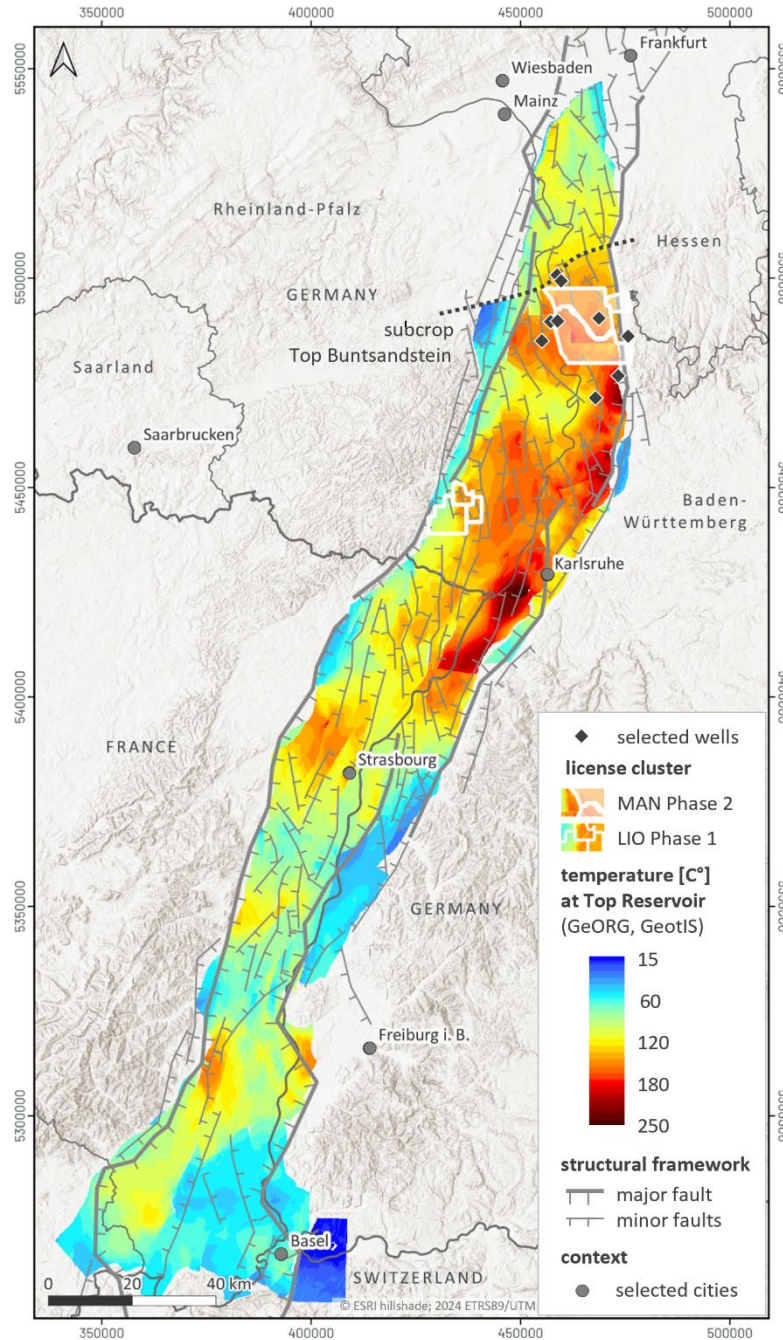 350000 400000 450000 500000
Frankfurt
Wiesbaden
5550000
Mainz
Rheinland-Pfalz
Hessen
5500000
GERMANY
subcrop
Top Buntsandstein
Saarland
Saarbrucken
5450000
Baden-
Württemberg
Karlsruhe
5400000
FRANCE
Strasbourg
5350000
GERMANY
Freiburg i. B.
5300000
Basel
SWITZERLAND
0 20 40 km
© ESRI hillshade; 2024 ETRS89/UTM
selected wells
license cluster
MAN Phase 2
LIO Phase 1
temperature [C°]
at Top Reservoir
(GeORG, GeotIS)
15
60
120
180
250
structural framework
major fault
minor faults
context
selected cities
350000 400000 450000 500000